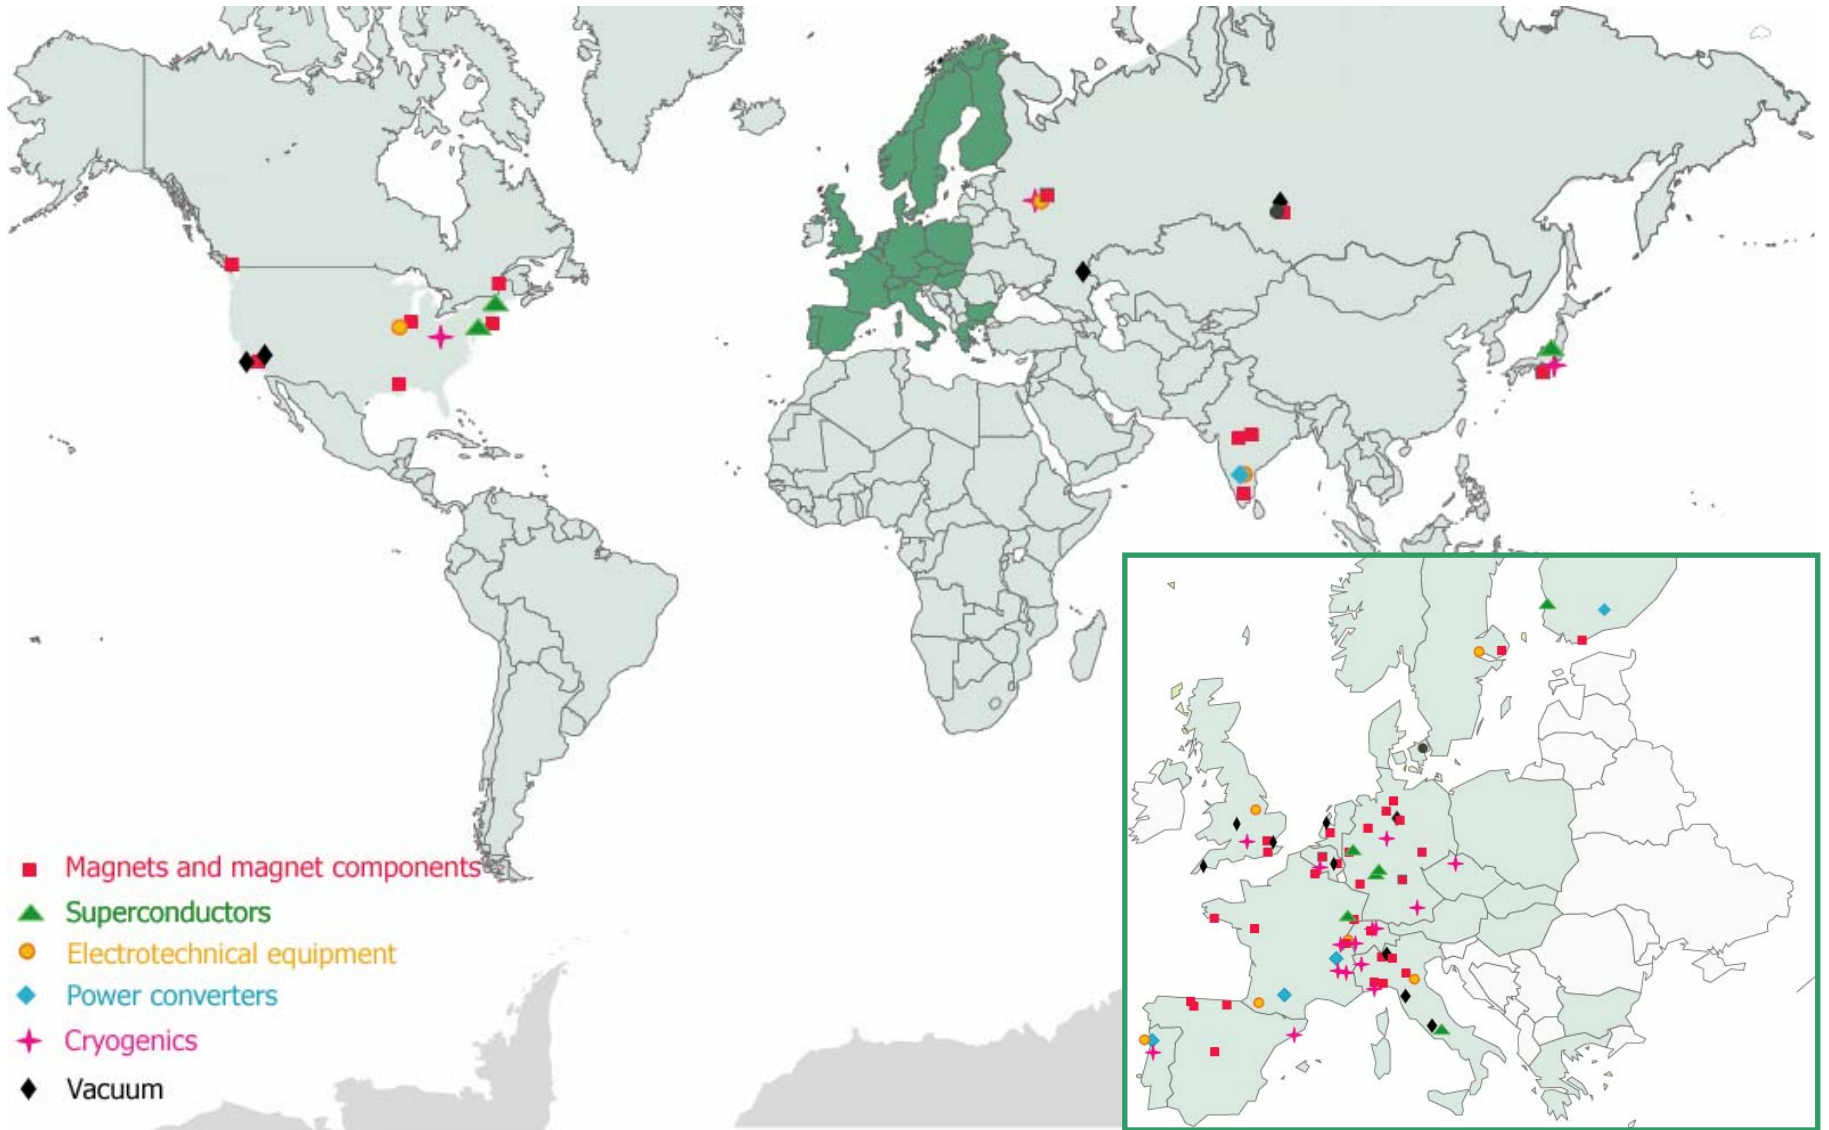 Magnets and magnet components
Superconductors
Electrotechnical equipment
Power converters
Cryogenics
Vacuum